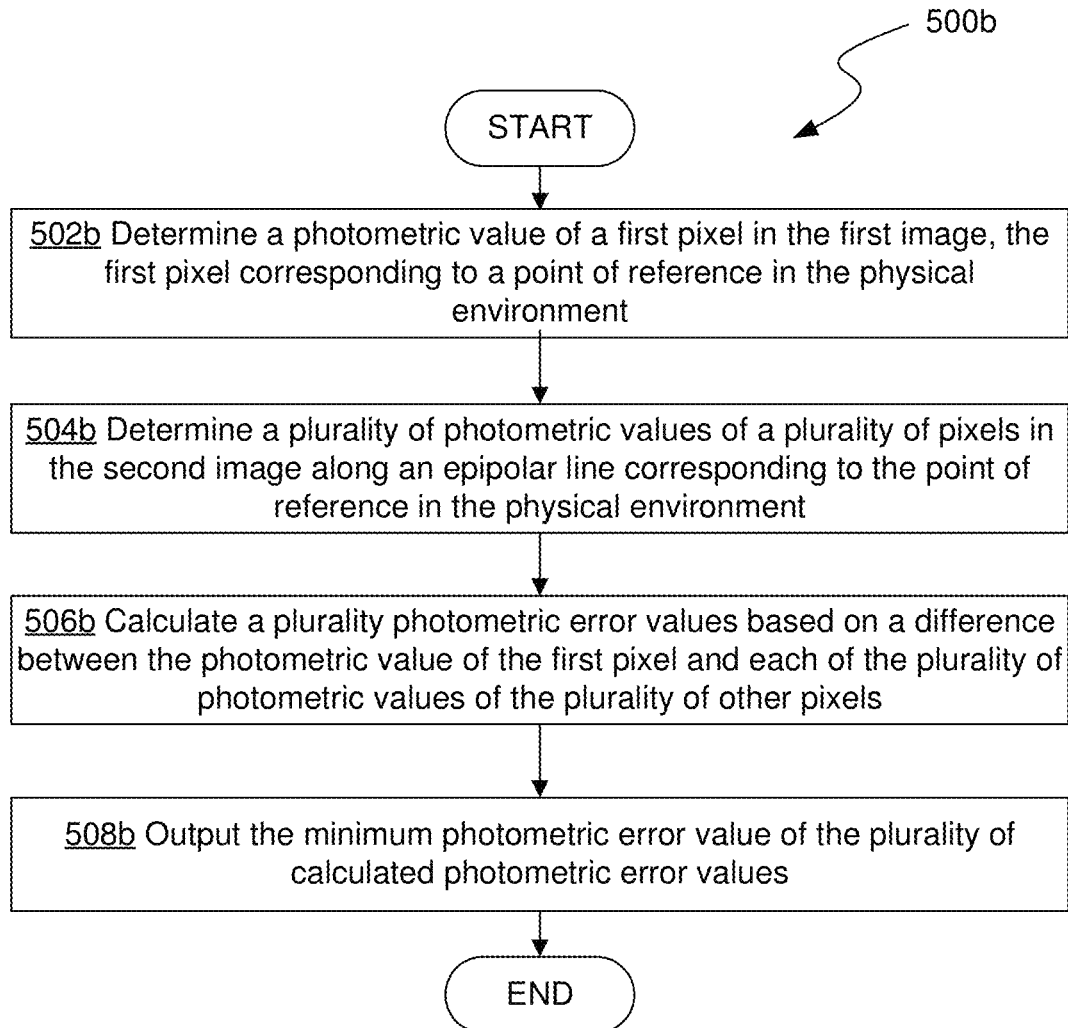 500b
START
502b Determine a photometric value of a first pixel in the first image, the
first pixel corresponding to a point of reference in the physical
environment
504b Determine a plurality of photometric values of a plurality of pixels in
the second image along an epipolar line corresponding to the point of
reference in the physical environment
506b Calculate a plurality photometric error values based on a difference
between the photometric value of the first pixel and each of the plurality of
photometric values of the plurality of other pixels
508b Output the minimum photometric error value of the plurality of
calculated photometric error values
END